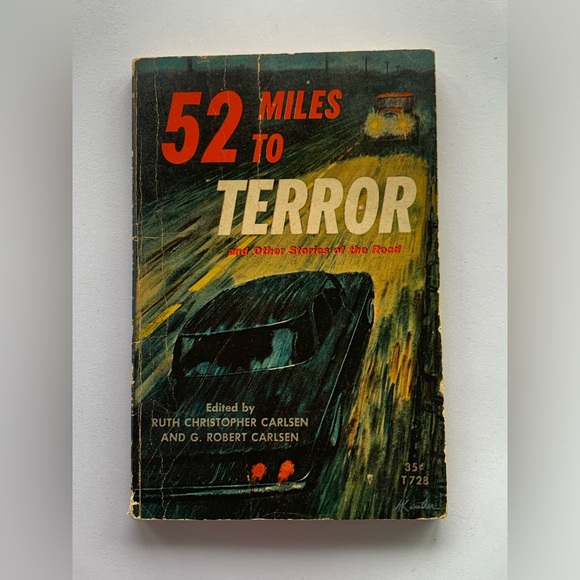 52 MILES
TO
TERROR
and Other Stories of the Road
Edited by
RUTH CHRISTOPHER CARLSEN
AND G. ROBERT CARLSEN
35¢
T 728